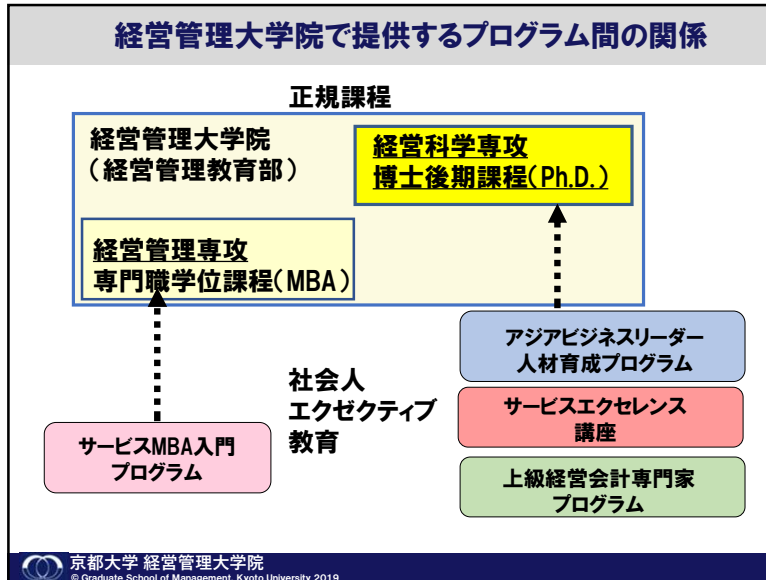 経営管理大学院で提供するプログラム間の関係
正規課程
経営管理大学院
（経営管理教育部）
経営科学専攻
博士後期課程(Ph.D.)
経営管理専攻
専門職学位課程(MBA)
社会人
エクゼクティブ
教育
サービスMBA入門
プログラム
アジアビジネスリーダー
人材育成プログラム
サービスエクセレンス
講座
上級経営会計専門家
プログラム
京都大学 経営管理大学院
© Graduate School of Management, Kyoto University 2019